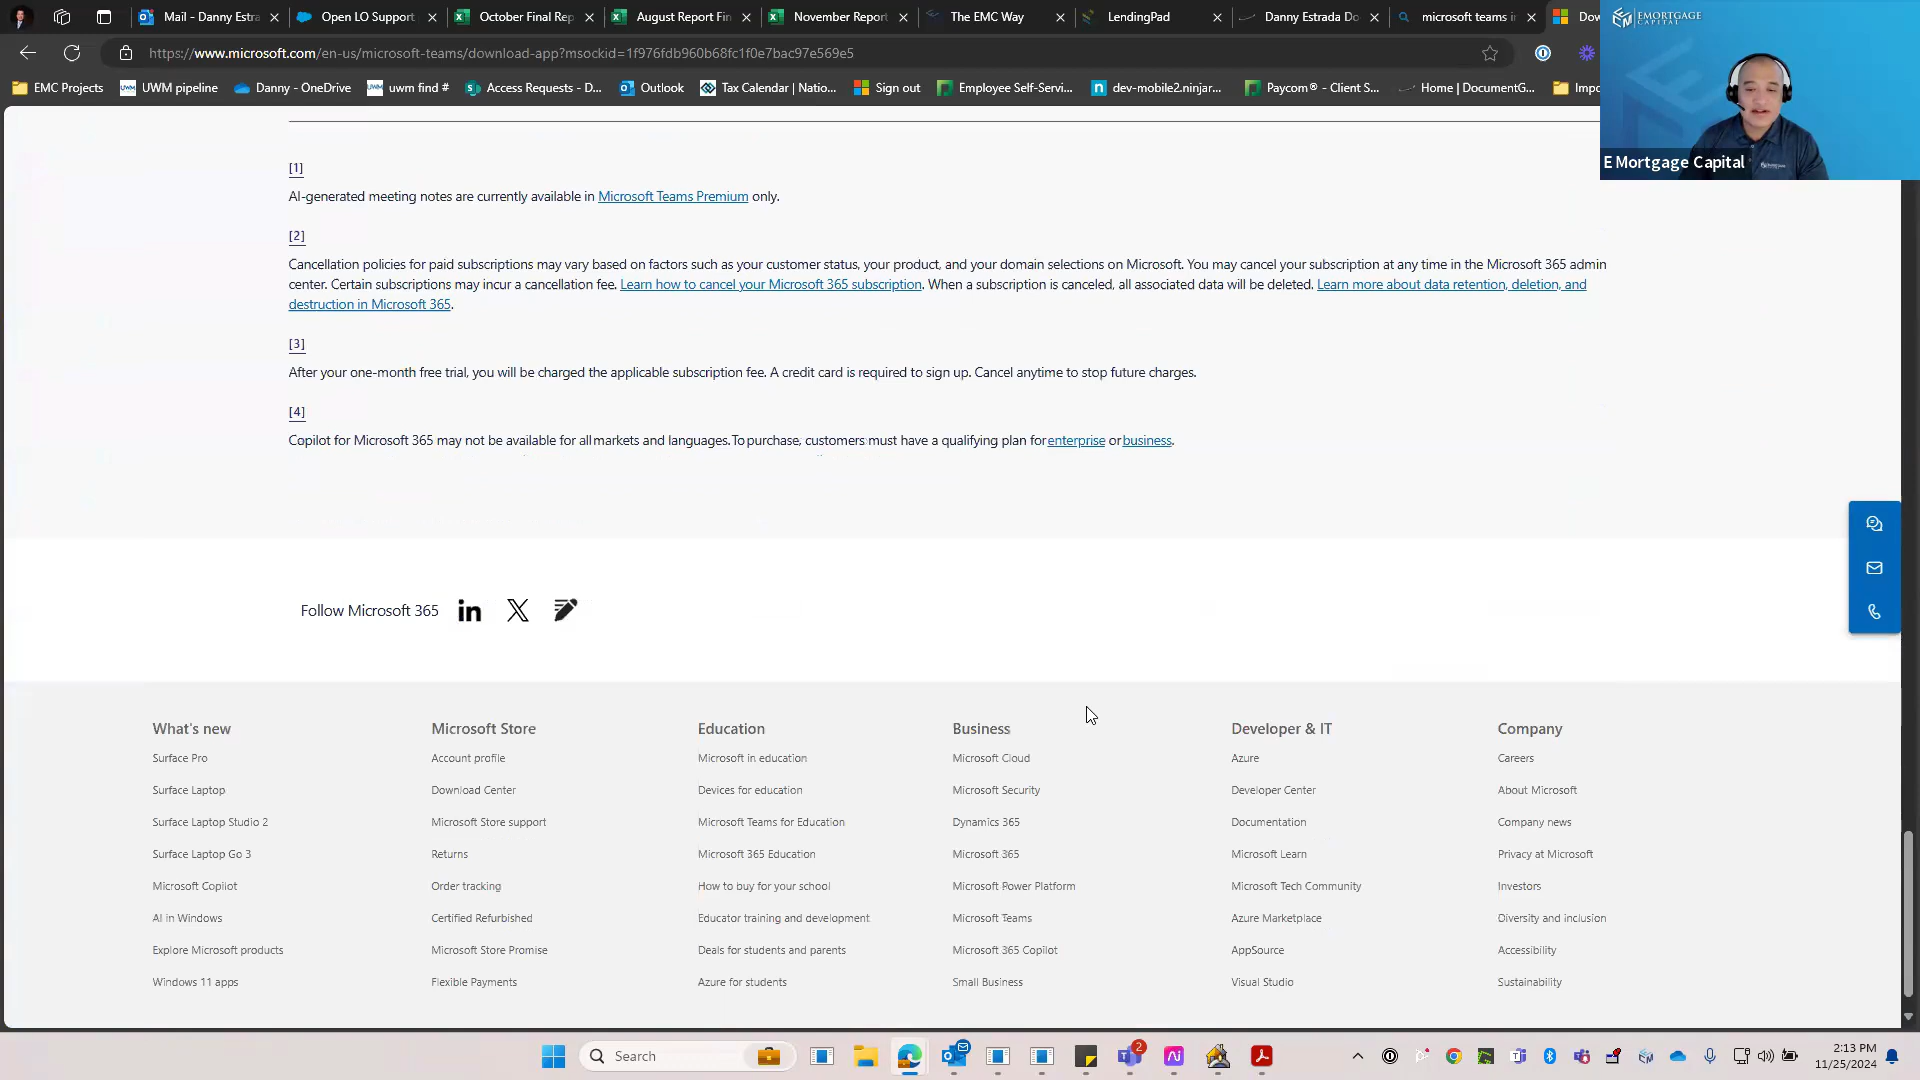 Mail - Danny Estra
Open LO Support
October Final Rep
August Report Fin
November Report
The EMC Way
LendingPad
Danny Estrada Do
microsoft teams i
Dow
https://www.microsoft.com/en-us/microsoft-teams/download-app?msockid=1f976fdb960b68fc1f0e7bac97e569e5
EMC Projects
UWM pipeline
Danny - OneDrive
uwm find #
Access Requests - D...
Outlook
Tax Calendar | Natio...
Sign out
Employee Self-Servi...
dev-mobile2.ninjar...
Paycom® - Client S...
Home | DocumentG...
Impo
EMORTGAGE
CAPITAL
E Mortgage Capital
[1]
AI-generated meeting notes are currently available in Microsoft Teams Premium only.
[2]
Cancellation policies for paid subscriptions may vary based on factors such as your customer status, your product, and your domain selections on Microsoft. You may cancel your subscription at any time in the Microsoft 365 admin
center. Certain subscriptions may incur a cancellation fee. Learn how to cancel your Microsoft 365 subscription. When a subscription is canceled, all associated data will be deleted. Learn more about data retention, deletion, and
destruction in Microsoft 365.
[3]
After your one-month free trial, you will be charged the applicable subscription fee. A credit card is required to sign up. Cancel anytime to stop future charges.
[4]
Copilot for Microsoft 365 may not be available for all markets and languages. To purchase, customers must have a qualifying plan for enterprise or business.
Follow Microsoft 365
What's new
Surface Pro
Surface Laptop
Surface Laptop Studio 2
Surface Laptop Go 3
Microsoft Copilot
AI in Windows
Explore Microsoft products
Windows 11 apps
Microsoft Store
Account profile
Download Center
Microsoft Store support
Returns
Order tracking
Certified Refurbished
Microsoft Store Promise
Flexible Payments
Education
Microsoft in education
Devices for education
Microsoft Teams for Education
Microsoft 365 Education
How to buy for your school
Educator training and development
Deals for students and parents
Azure for students
Business
Microsoft Cloud
Microsoft Security
Dynamics 365
Microsoft 365
Microsoft Power Platform
Microsoft Teams
Microsoft 365 Copilot
Small Business
Developer & IT
Azure
Developer Center
Documentation
Microsoft Learn
Microsoft Tech Community
Azure Marketplace
AppSource
Visual Studio
Company
Careers
About Microsoft
Company news
Privacy at Microsoft
Investors
Diversity and inclusion
Accessibility
Sustainability
Search
2
2:13 PM
11/25/2024